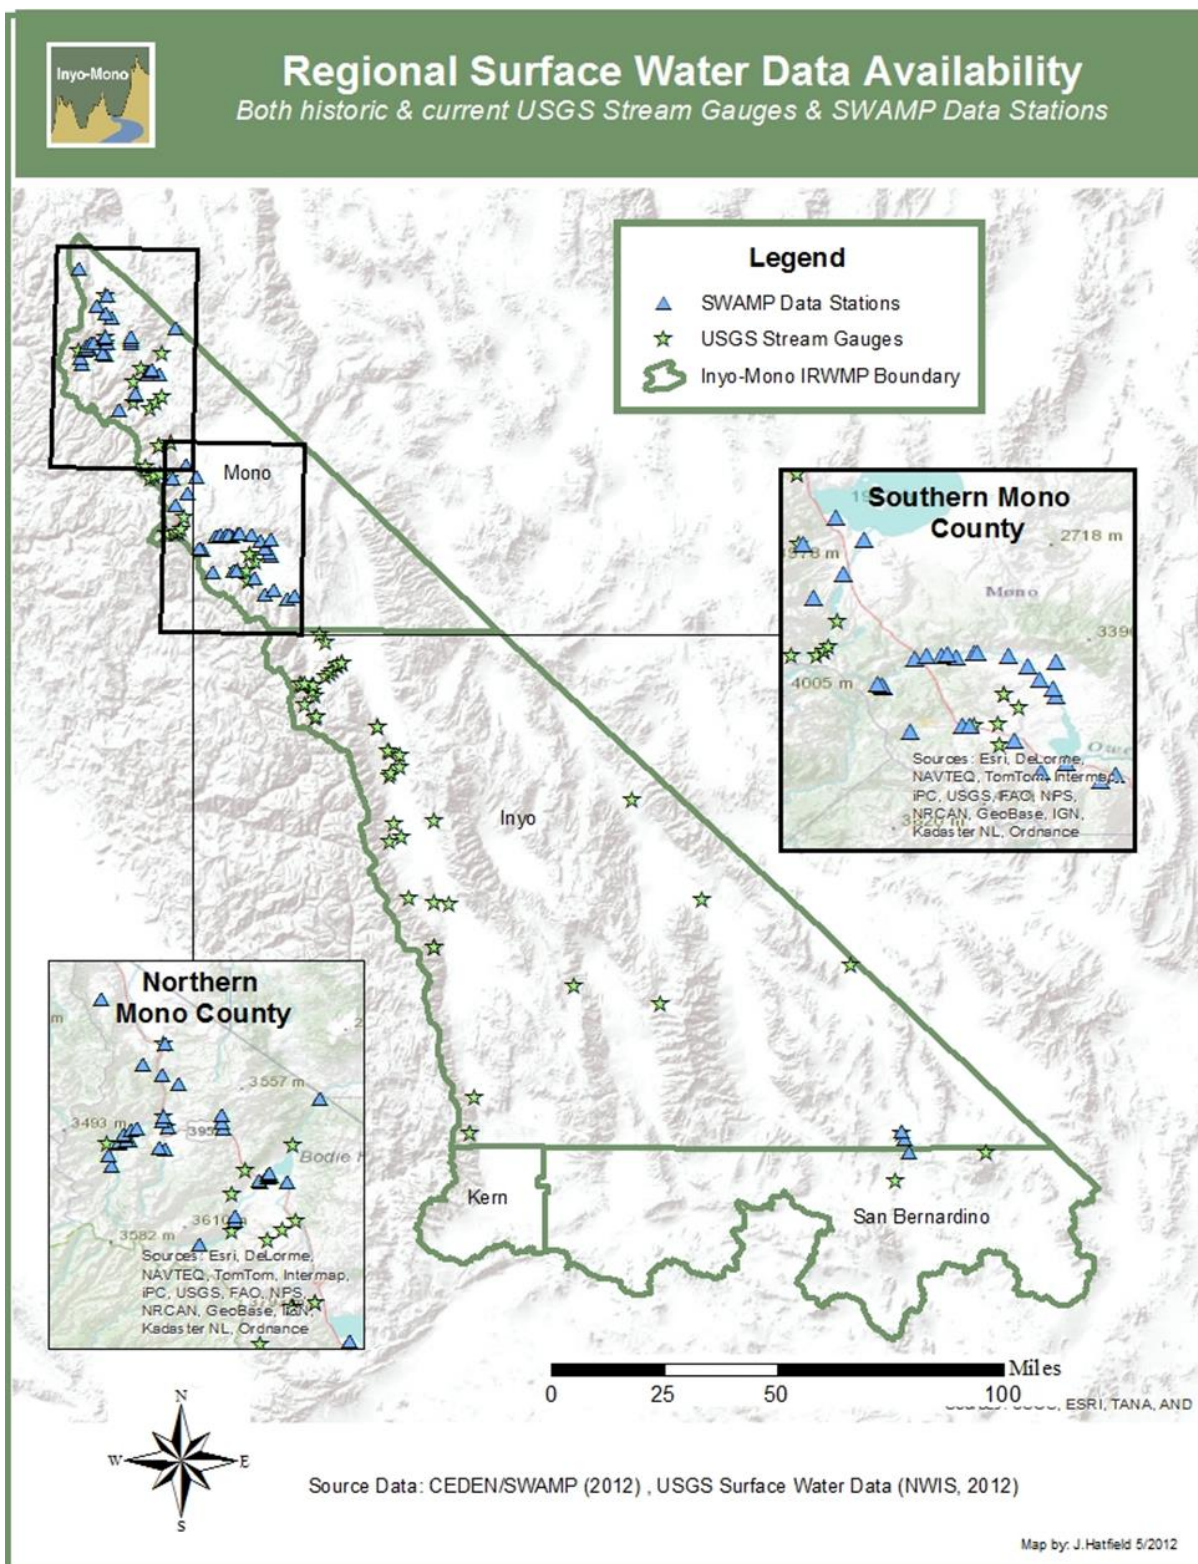 Inyo-Mono
Regional Surface Water Data Availability
Both historic & current USGS Stream Gauges & SWAMP Data Stations
Legend
SWAMP Data Stations
USGS Stream Gauges
Inyo-Mono IRWMP Boundary
Mono
Southern Mono
County
2718 m
Mono
4005 m
Sources: Esri, DeLorme,
NAVTEQ, TomTom, Intermap,
iPC, USGS, FAO, NPS,
NRCAN, GeoBase, IGN,
Kadaster NL, Ordnance
Inyo
Northern
Mono County
3557 m
3493 m
395
Bodie
3610 m
3582 m
Sources: Esri, DeLorme,
NAVTEQ, TomTom, Intermap,
iPC, USGS, FAO, NPS,
NRCAN, GeoBase, IGN,
Kadaster NL, Ordnance
Kern
San Bernardino
Miles
0 25 50 100
ESRI, TANA, AND
N
W E
S
Source Data: CEDEN/SWAMP (2012) , USGS Surface Water Data (NWIS, 2012)
Map by: J.Hatfield 5/2012